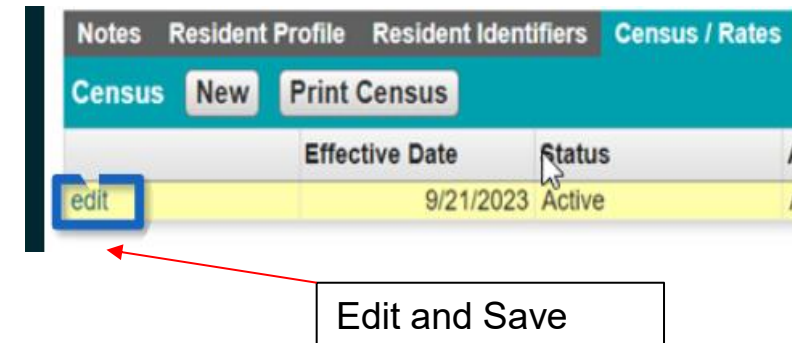 Notes Resident Profile Resident Identifiers Census / Rates
Census New Print Census
Effective Date Status
edit 9/21/2023 Active
Edit and Save